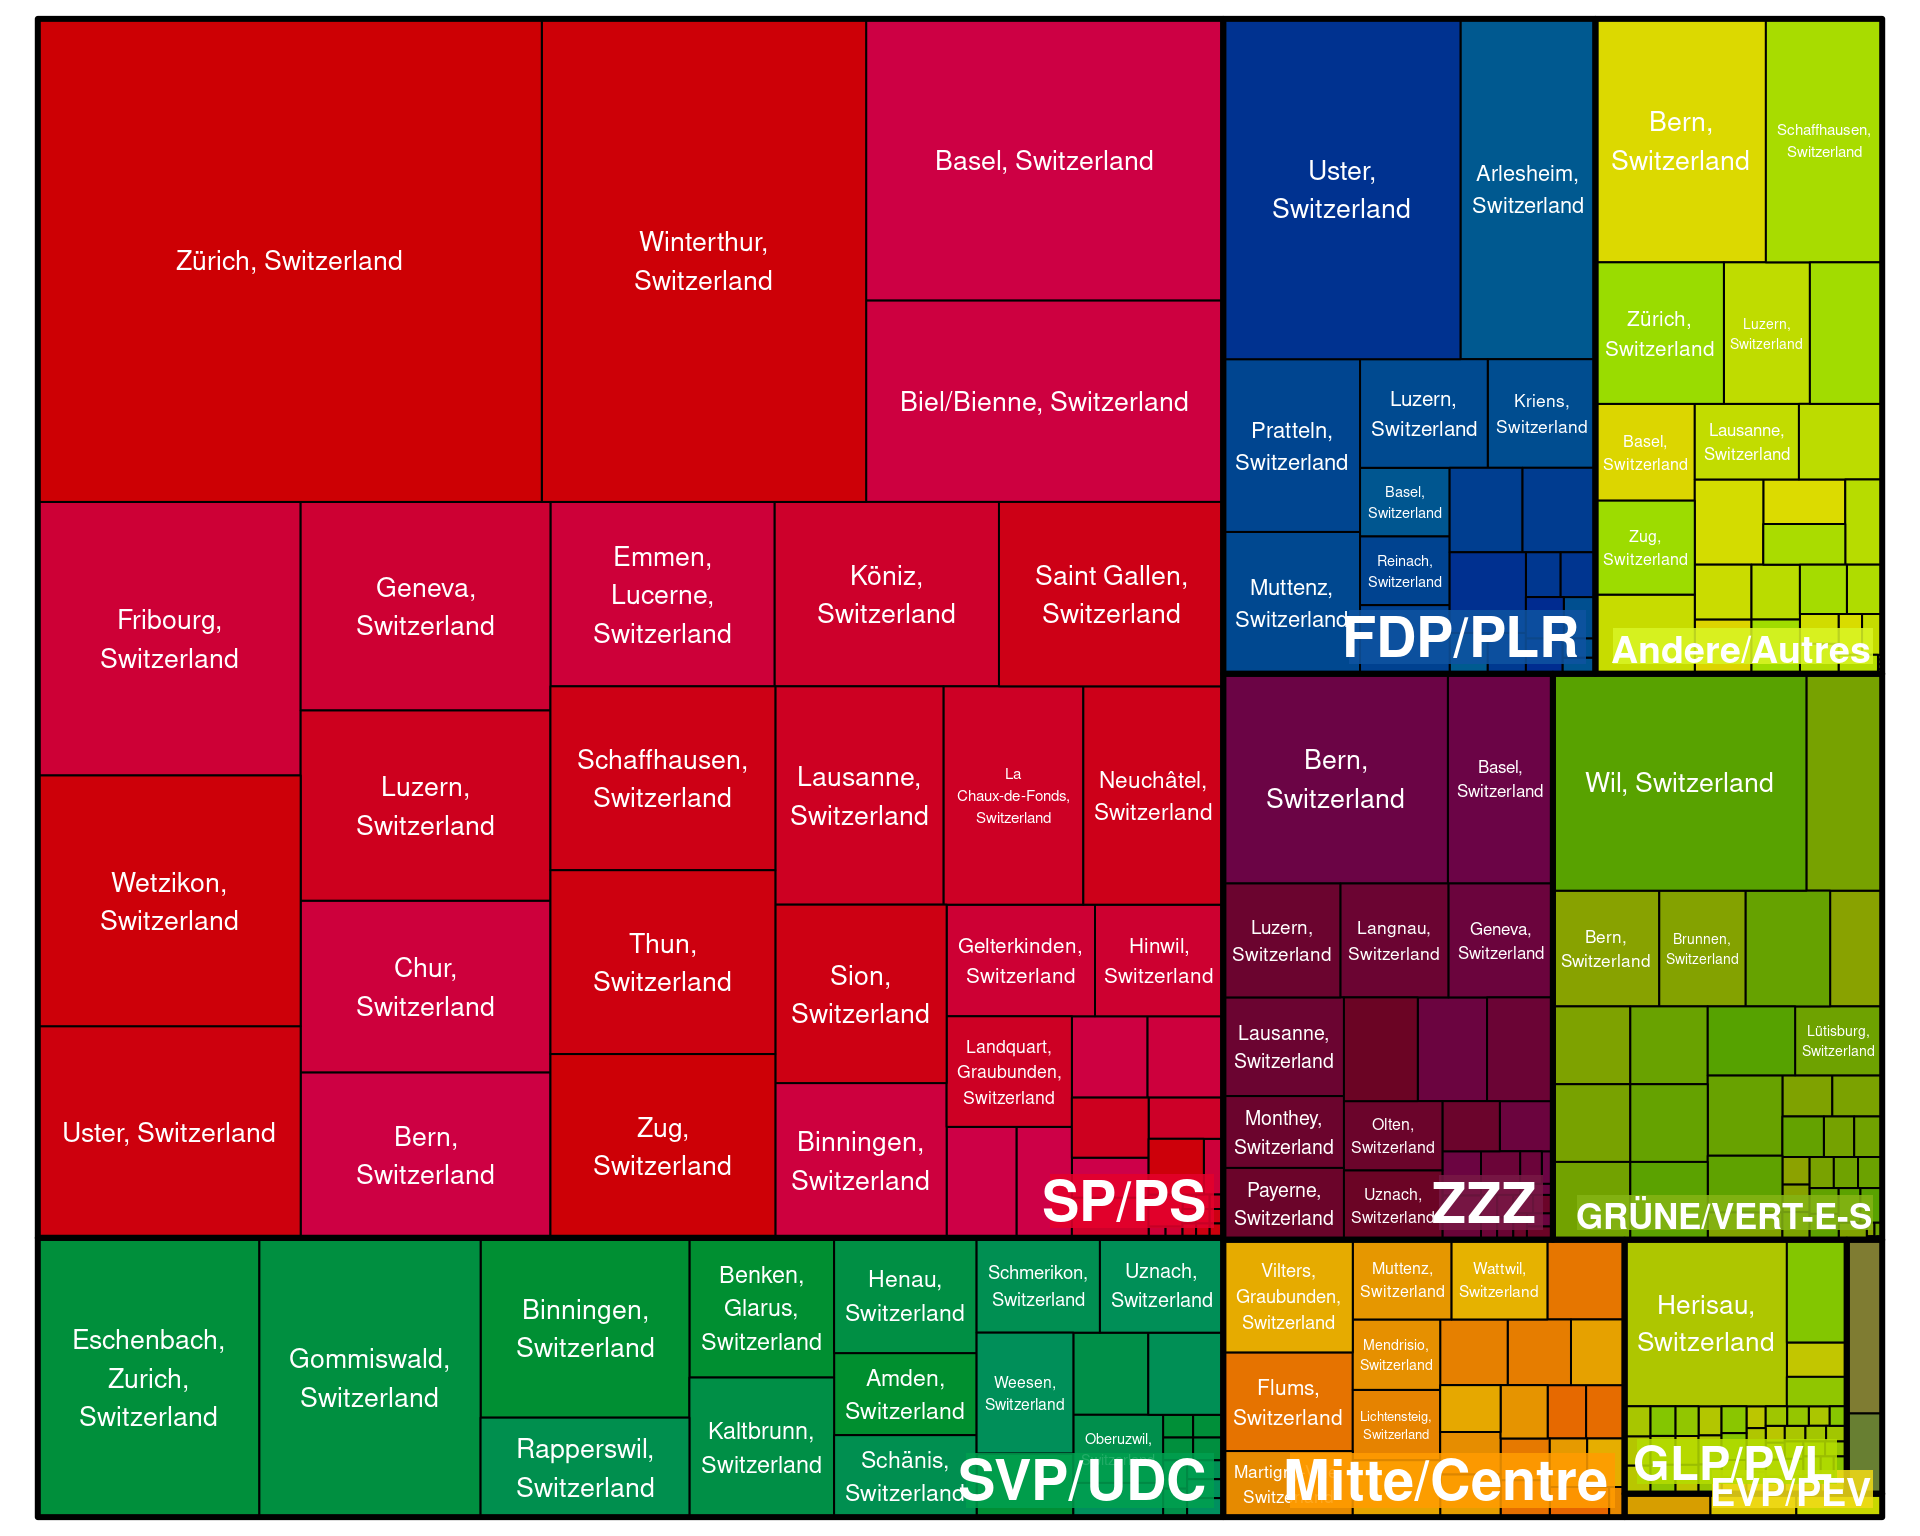 Zürich, Switzerland
Winterthur,
Switzerland
Basel, Switzerland
Biel/Bienne, Switzerland
Fribourg,
Switzerland
Wetzikon,
Switzerland
Uster, Switzerland
Geneva,
Switzerland
Luzern,
Switzerland
Chur,
Switzerland
Bern,
Switzerland
Emmen,
Lucerne,
Switzerland
Schaffhausen,
Switzerland
Thun,
Switzerland
Zug,
Switzerland
Köniz,
Switzerland
Saint Gallen,
Switzerland
Lausanne,
Switzerland
La
Chaux-de-Fonds,
Switzerland
Neuchâtel,
Switzerland
Sion,
Switzerland
Binningen,
Switzerland
Gelterkinden,
Switzerland
Hinwil,
Switzerland
Landquart,
Graubunden,
Switzerland
SP/PS
Uster,
Switzerland
Arlesheim,
Switzerland
Pratteln,
Switzerland
Muttenz,
Switzerland
Luzern,
Switzerland
Kriens,
Switzerland
Basel,
Switzerland
Reinach,
Switzerland
FDP/PLR
Bern,
Switzerland
Schaffhausen,
Switzerland
Zürich,
Switzerland
Luzern,
Switzerland
Basel,
Switzerland
Lausanne,
Switzerland
Zug,
Switzerland
Andere/Autres
Bern,
Switzerland
Basel,
Switzerland
Luzern,
Switzerland
Langnau,
Switzerland
Geneva,
Switzerland
Lausanne,
Switzerland
Monthey,
Switzerland
Olten,
Switzerland
Payerne,
Switzerland
Uznach,
Switzerland
ZZZ
Wil, Switzerland
Bern,
Switzerland
Brunnen,
Switzerland
Lütisburg,
Switzerland
GRÜNE/VERT-E-S
Eschenbach,
Zurich,
Switzerland
Gommiswald,
Switzerland
Binningen,
Switzerland
Rapperswil,
Switzerland
Benken,
Glarus,
Switzerland
Kaltbrunn,
Switzerland
Henau,
Switzerland
Amden,
Switzerland
Schänis,
Switzerland
Schmerikon,
Switzerland
Uznach,
Switzerland
Weesen,
Switzerland
Oberuzwil,
SVP/UDC
Vilters,
Graubunden,
Switzerland
Flums,
Switzerland
Muttenz,
Switzerland
Wattwil,
Switzerland
Mendrisio,
Switzerland
Lichtensteig,
Switzerland
Mitte/Centre
Herisau,
Switzerland
GLP/PVL
EVP/PEV